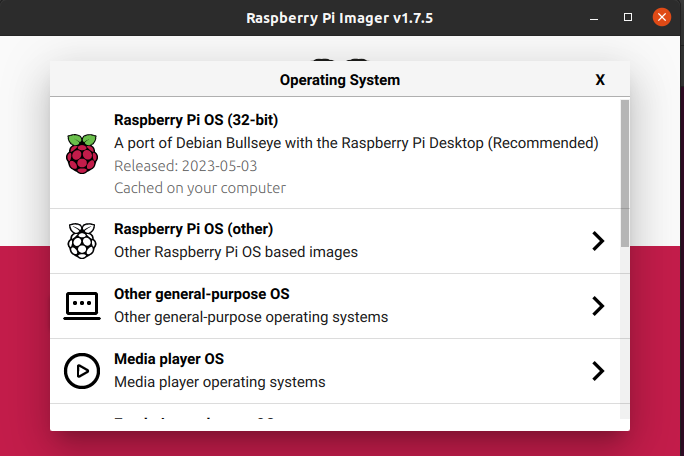 Raspberry Pi Imager v1.7.5
Operating System
X
Raspberry Pi OS (32-bit)
A port of Debian Bullseye with the Raspberry Pi Desktop (Recommended)
Released: 2023-05-03
Cached on your computer
Raspberry Pi OS (other)
Other Raspberry Pi OS based images
Other general-purpose OS
Other general-purpose operating systems
Media player OS
Media player operating systems